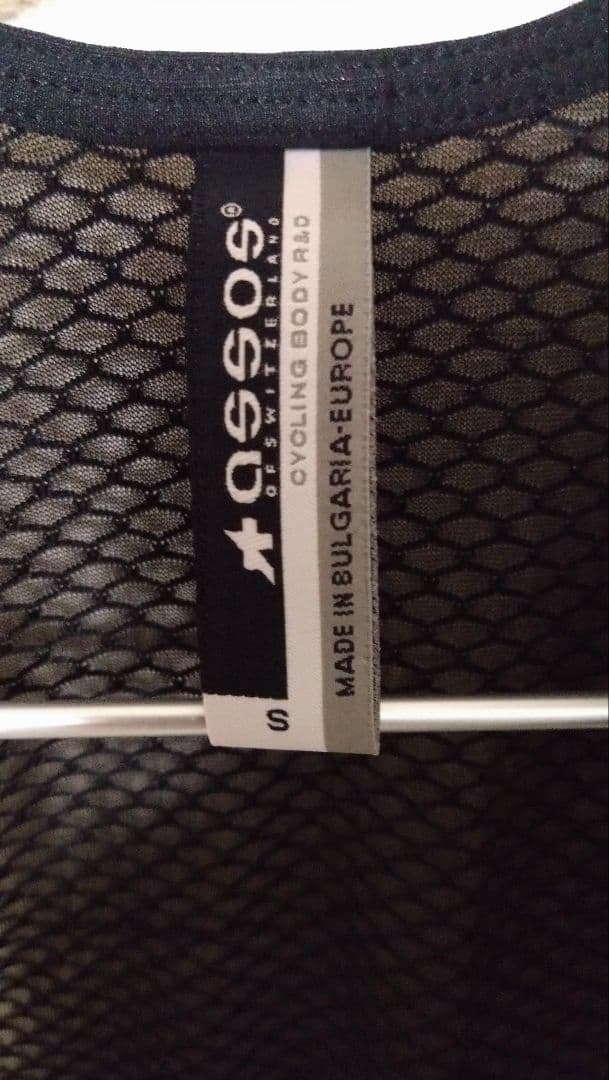 assos®
OF SWITZERLAND
CYCLING BODY R&D
MADE IN BULGARIA-EUROPE
S